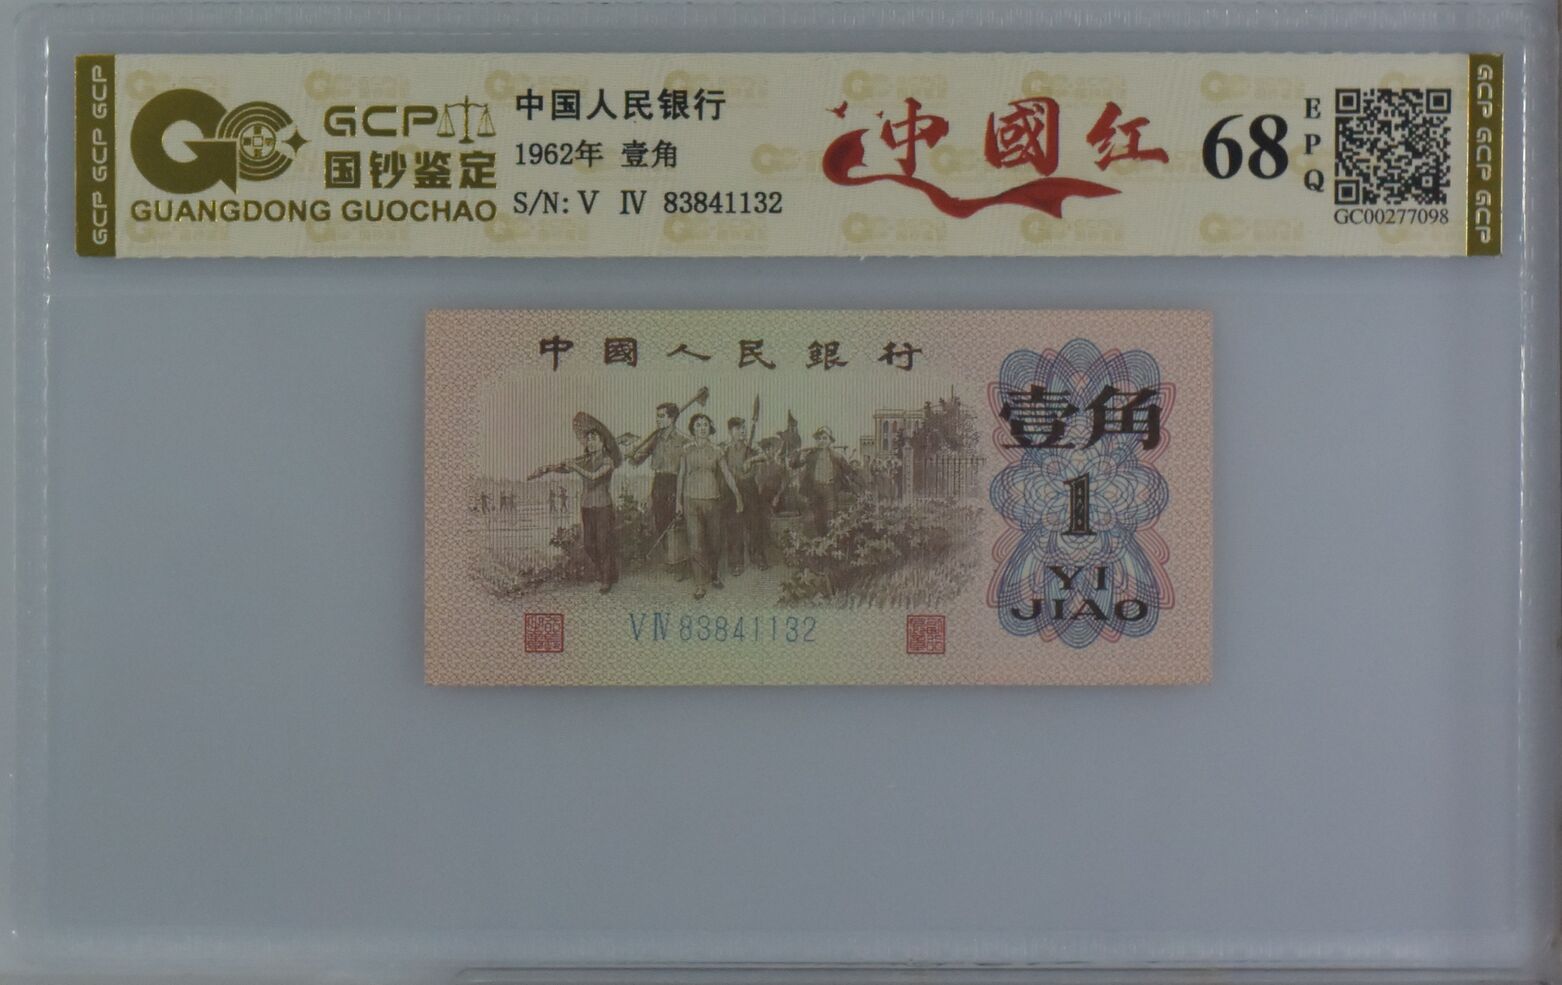 GCP GCP GCP
GCP
国钞鉴定
GUANGDONG GUOCHAO
中国人民银行
1962年 壹角
S/N: V Ⅳ 83841132
中國红
68
EPQ
GC00277098
GCP GCP GCP
中國人民銀行
壹角
1
YI
JIAO
VⅣ83841132